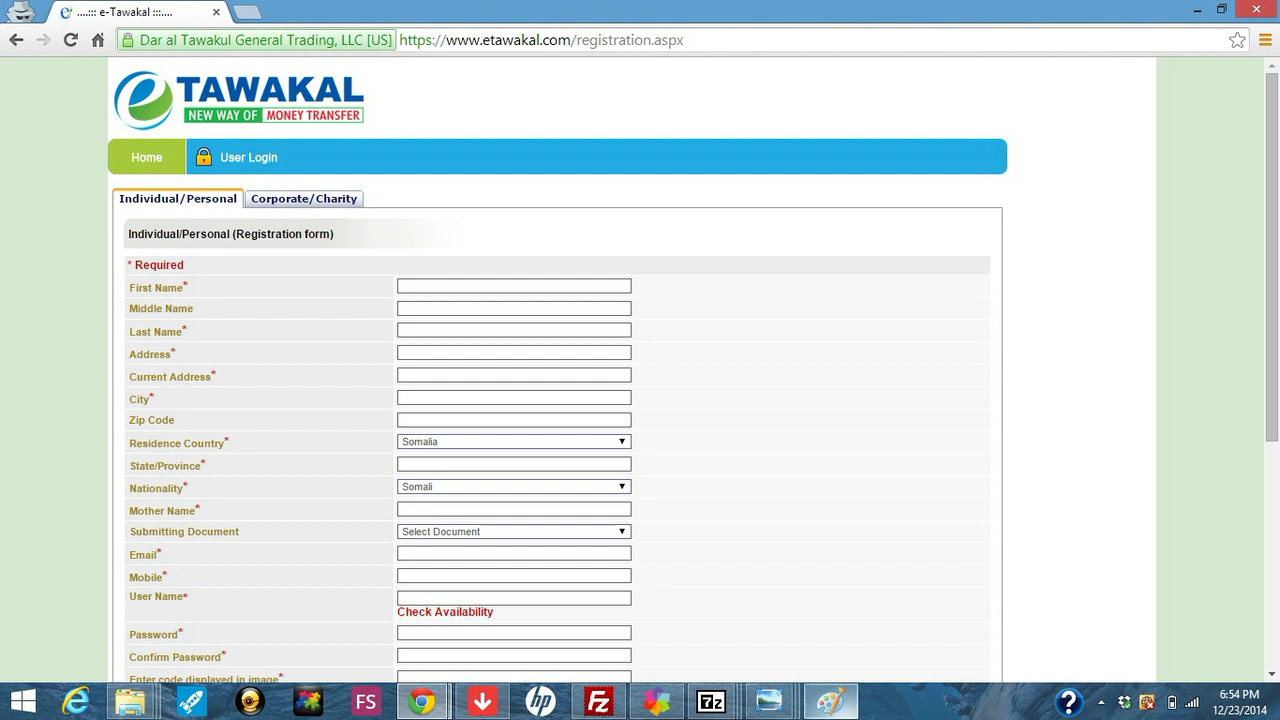 ....::: e-Tawakal :::....
Dar al Tawakul General Trading, LLC [US] https://www.etawakal.com/registration.aspx
TAWAKAL
NEW WAY OF MONEY TRANSFER
Home User Login
Individual/Personal Corporate/Charity
Individual/Personal (Registration form)
* Required
First Name*
Middle Name
Last Name*
Address*
Current Address*
City*
Zip Code
Residence Country* Somalia
State/Province*
Nationality* Somali
Mother Name*
Submitting Document Select Document
Email*
Mobile*
User Name*
Check Availability
Password*
Confirm Password*
Enter code displayed in image*
FS hp Fz 7z ?
6:54 PM
12/23/2014